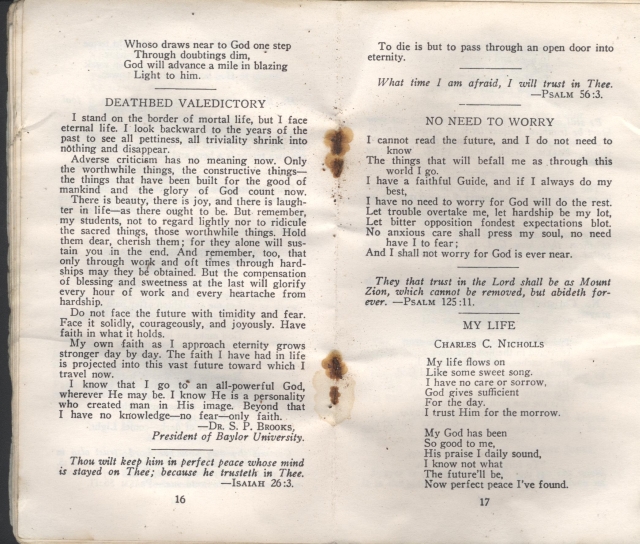 Whoso draws near to God one step
Through doubtings dim,
God will advance a mile in blazing
Light to him.
DEATHBED VALEDICTORY
I stand on the border of mortal life, but I face
eternal life. I look backward to the years of the
past to see all pettiness, all triviality shrink into
nothing and disappear.
Adverse criticism has no meaning now. Only
the worthwhile things, the constructive things—
the things that have been built for the good of
mankind and the glory of God count now.
There is beauty, there is joy, and there is laugh-
ter in life—as there ought to be. But remember,
my students, not to regard lightly nor to ridicule
the sacred things, those worthwhile things. Hold
them dear, cherish them; for they alone will sus-
tain you in the end. And remember, too, that
only through work and oft times through hard-
ships may they be obtained. But the compensation
of blessing and sweetness at the last will glorify
every hour of work and every heartache from
hardship.
Do not face the future with timidity and fear.
Face it solidly, courageously, and joyously. Have
faith in what it holds.
My own faith as I approach eternity grows
stronger day by day. The faith I have had in life
is projected into this vast future toward which I
travel now.
I know that I go to an all-powerful God,
wherever He may be. I know He is a personality
who created man in His image. Beyond that
I have no knowledge—no fear—only faith.
—DR. S. P. BROOKS,
President of Baylor University.
Thou wilt keep him in perfect peace whose mind
is stayed on Thee; because he trusteth in Thee.
—ISAIAH 26:3.
16
To die is but to pass through an open door into
eternity.
What time I am afraid, I will trust in Thee.
—PSALM 56:3.
NO NEED TO WORRY
I cannot read the future, and I do not need to
know
The things that will befall me as through this
world I go.
I have a faithful Guide, and if I always do my
best,
I have no need to worry for God will do the rest.
Let trouble overtake me, let hardship be my lot,
Let bitter opposition fondest expectations blot.
No anxious care shall press my soul, no need
have I to fear;
And I shall not worry for God is ever near.
They that trust in the Lord shall be as Mount
Zion, which cannot be removed, but abideth for-
ever. —PSALM 125:11.
MY LIFE
CHARLES C. NICHOLLS
My life flows on
Like some sweet song.
I have no care or sorrow,
God gives sufficient
For the day.
I trust Him for the morrow.
My God has been
So good to me,
His praise I daily sound,
I know not what
The future'll be,
Now perfect peace I've found.
17